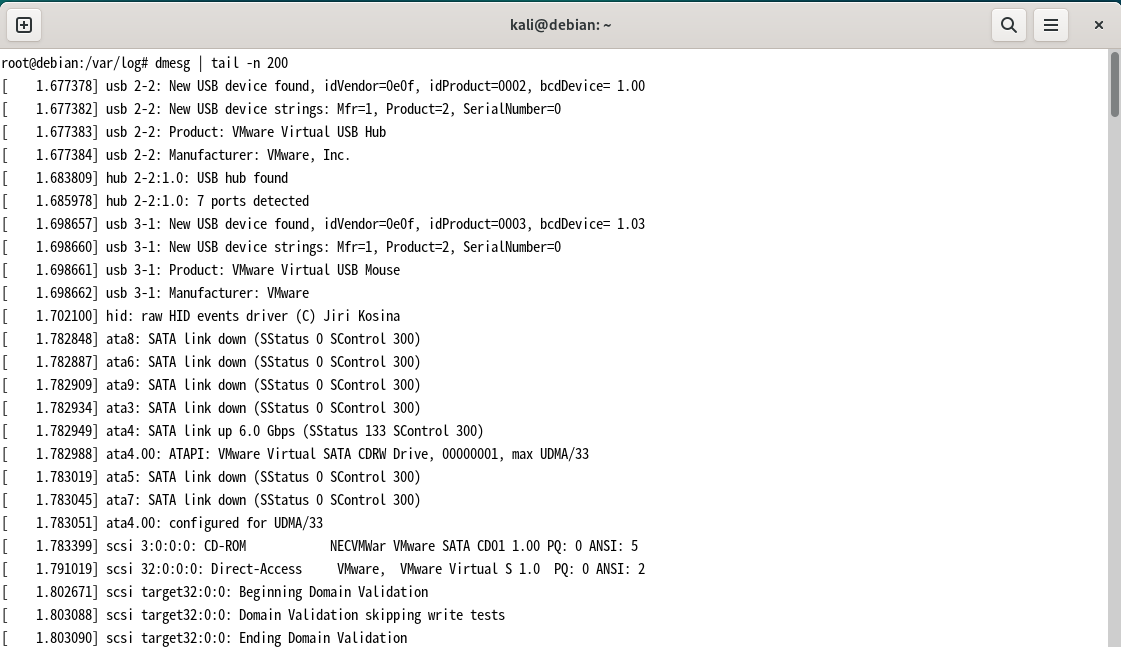 kali@debian: ~
root@debian:/var/log# dmesg | tail -n 200
[    1.677378] usb 2-2: New USB device found, idVendor=0e0f, idProduct=0002, bcdDevice= 1.00
[    1.677382] usb 2-2: New USB device strings: Mfr=1, Product=2, SerialNumber=0
[    1.677383] usb 2-2: Product: VMware Virtual USB Hub
[    1.677384] usb 2-2: Manufacturer: VMware, Inc.
[    1.683809] hub 2-2:1.0: USB hub found
[    1.685978] hub 2-2:1.0: 7 ports detected
[    1.698657] usb 3-1: New USB device found, idVendor=0e0f, idProduct=0003, bcdDevice= 1.03
[    1.698660] usb 3-1: New USB device strings: Mfr=1, Product=2, SerialNumber=0
[    1.698661] usb 3-1: Product: VMware Virtual USB Mouse
[    1.698662] usb 3-1: Manufacturer: VMware
[    1.702100] hid: raw HID events driver (C) Jiri Kosina
[    1.782848] ata8: SATA link down (SStatus 0 SControl 300)
[    1.782887] ata6: SATA link down (SStatus 0 SControl 300)
[    1.782909] ata9: SATA link down (SStatus 0 SControl 300)
[    1.782934] ata3: SATA link down (SStatus 0 SControl 300)
[    1.782949] ata4: SATA link up 6.0 Gbps (SStatus 133 SControl 300)
[    1.782988] ata4.00: ATAPI: VMware Virtual SATA CDRW Drive, 00000001, max UDMA/33
[    1.783019] ata5: SATA link down (SStatus 0 SControl 300)
[    1.783045] ata7: SATA link down (SStatus 0 SControl 300)
[    1.783051] ata4.00: configured for UDMA/33
[    1.783399] scsi 3:0:0:0: CD-ROM            NECVMWar VMware SATA CD01 1.00 PQ: 0 ANSI: 5
[    1.791019] scsi 32:0:0:0: Direct-Access     VMware,  VMware Virtual S 1.0  PQ: 0 ANSI: 2
[    1.802671] scsi target32:0:0: Beginning Domain Validation
[    1.803088] scsi target32:0:0: Domain Validation skipping write tests
[    1.803090] scsi target32:0:0: Ending Domain Validation